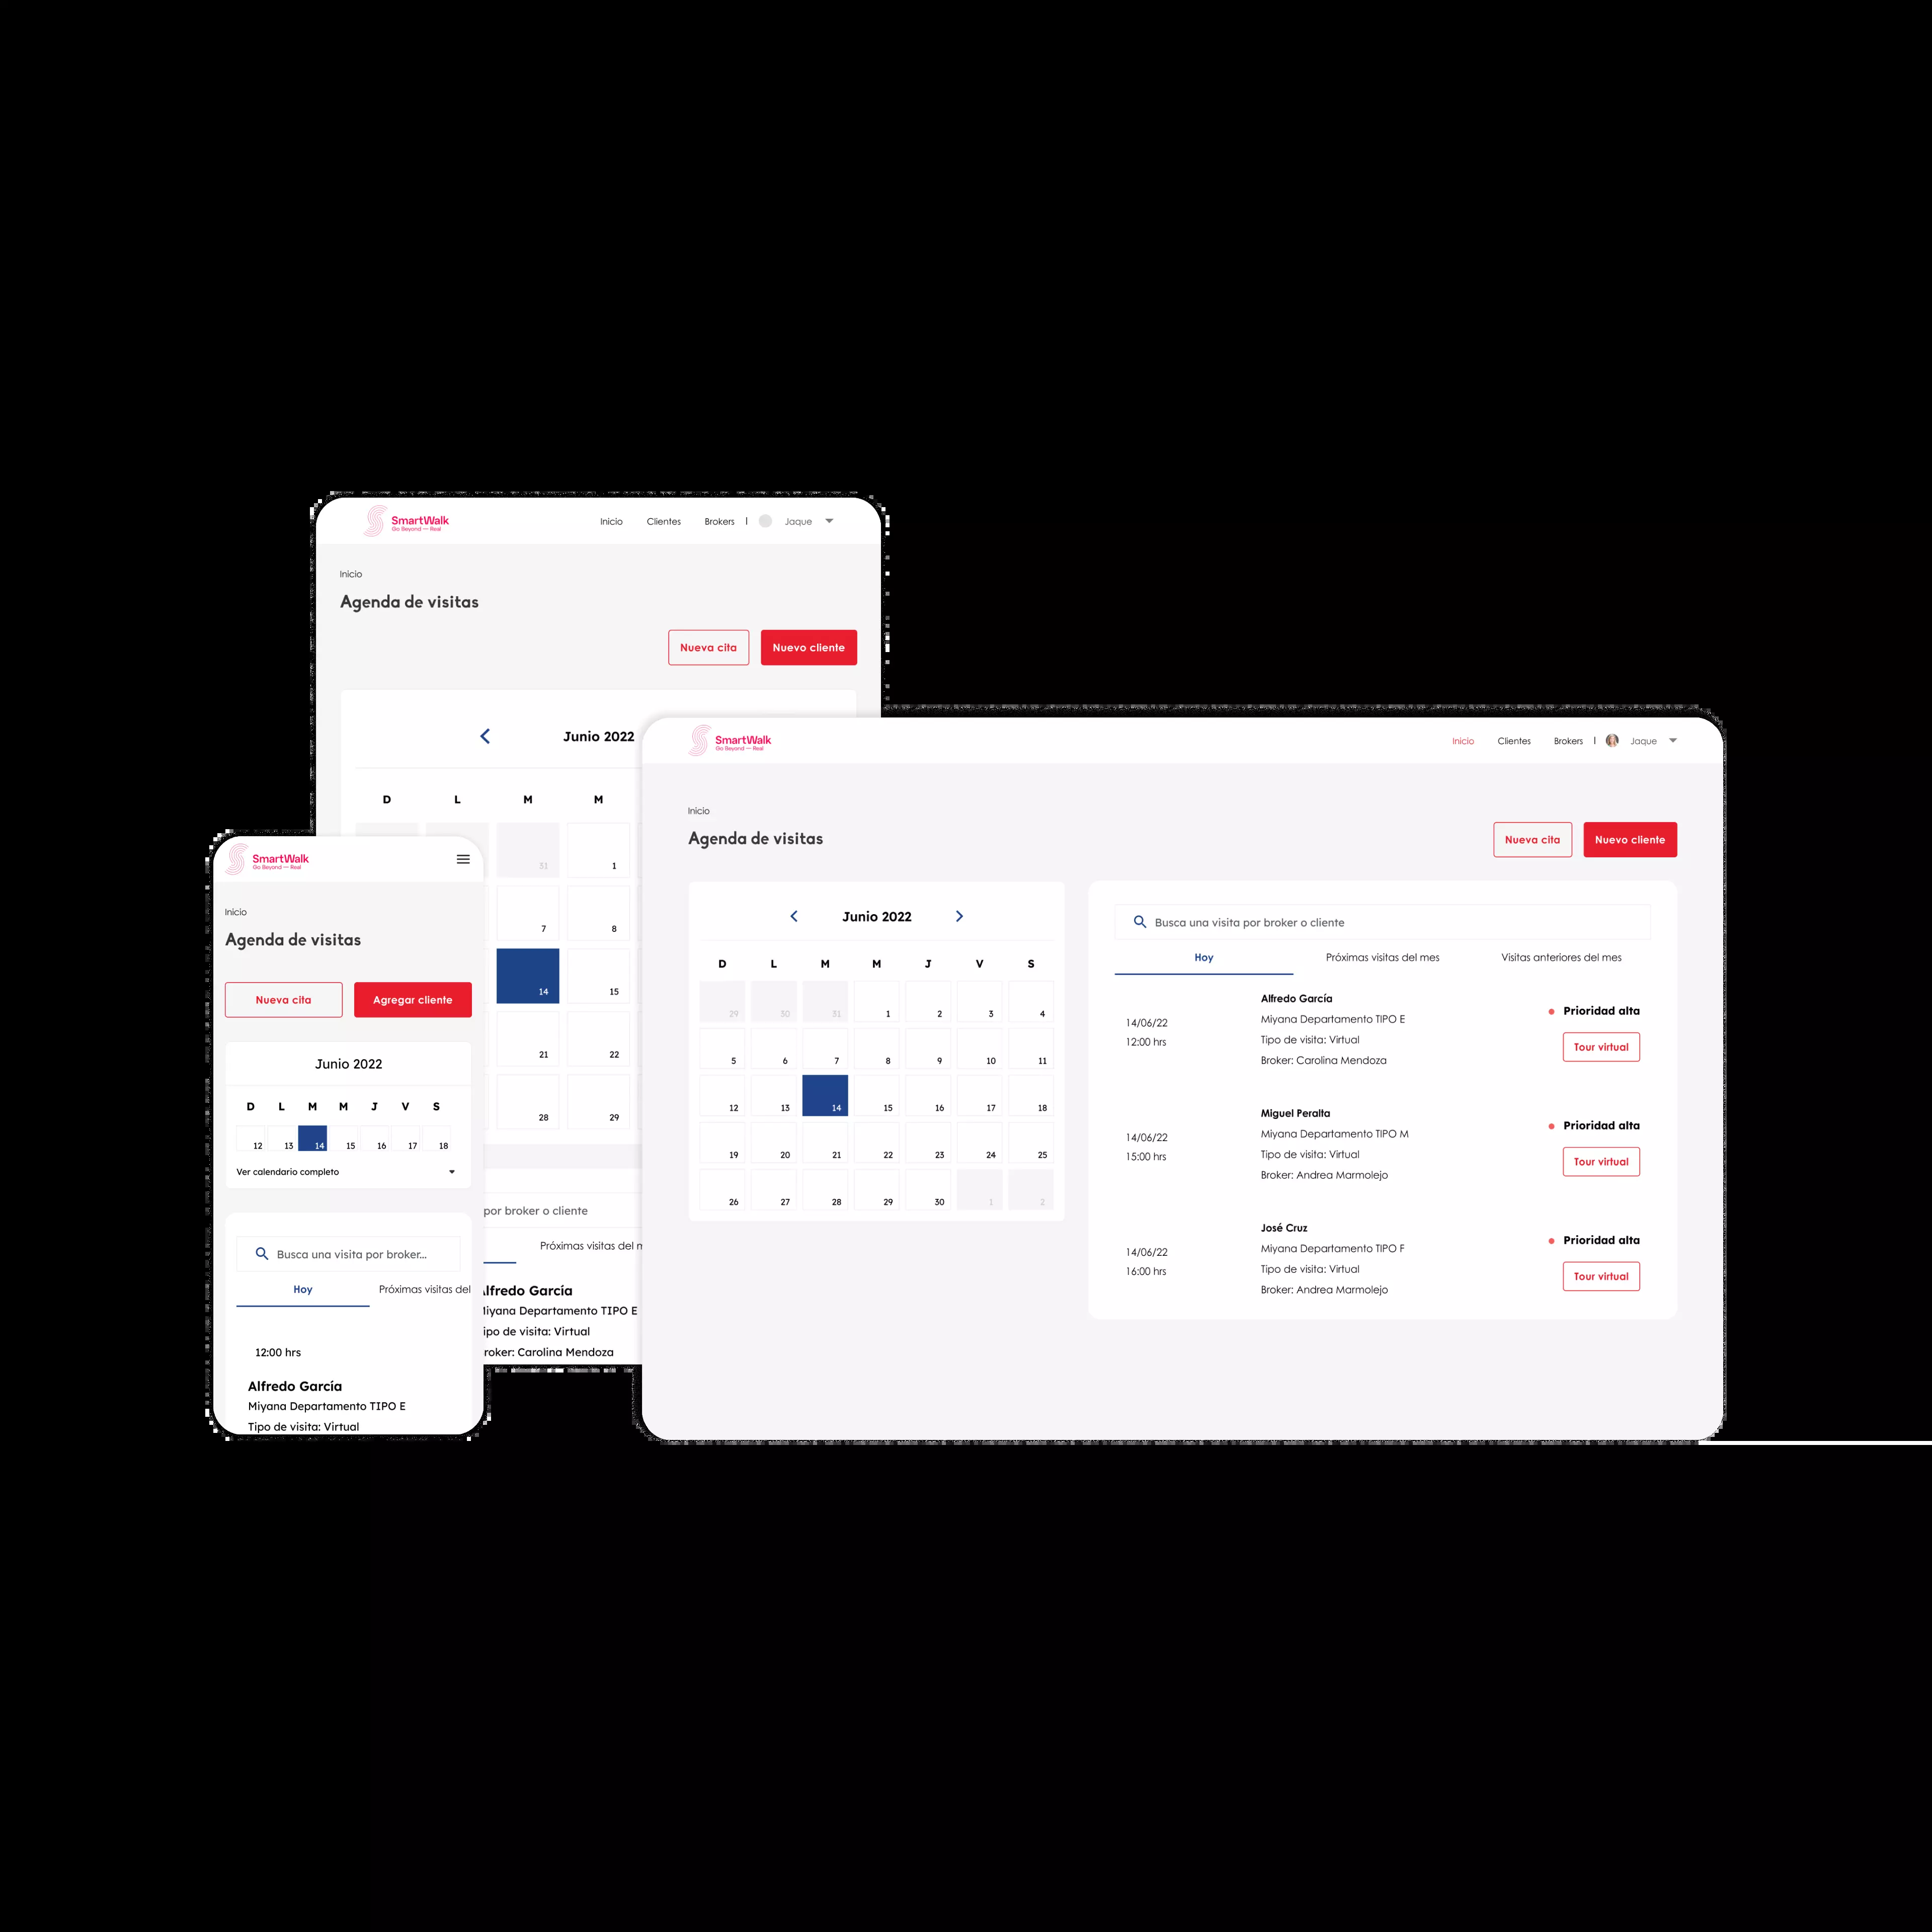 SmartWalk
Go Beyond — Real
Inicio Clientes Brokers | Jaque
Inicio
Agenda de visitas
Nueva cita Nuevo cliente
Junio 2022
D L M M
31 1
7 8
14 15
21 22
28 29
por broker o cliente
Próximas visitas del
Alfredo García
Miyana Departamento TIPO E
Tipo de visita: Virtual
Broker: Carolina Mendoza
SmartWalk
Go Beyond — Real
Inicio
Agenda de visitas
Nueva cita Agregar cliente
Junio 2022
D L M M J V S
12 13 14 15 16 17 18
Ver calendario completo
Busca una visita por broker...
Hoy Próximas visitas del
12:00 hrs
Alfredo García
Miyana Departamento TIPO E
Tipo de visita: Virtual
SmartWalk
Go Beyond — Real
Inicio Clientes Brokers | Jaque
Inicio
Agenda de visitas
Nueva cita Nuevo cliente
Junio 2022
D L M M J V S
29 30 31 1 2 3 4
5 6 7 8 9 10 11
12 13 14 15 16 17 18
19 20 21 22 23 24 25
26 27 28 29 30 1 2
Busca una visita por broker o cliente
Hoy Próximas visitas del mes Visitas anteriores del mes
14/06/22
12:00 hrs
Alfredo García
Miyana Departamento TIPO E
Tipo de visita: Virtual
Broker: Carolina Mendoza
Prioridad alta
Tour virtual
14/06/22
15:00 hrs
Miguel Peralta
Miyana Departamento TIPO M
Tipo de visita: Virtual
Broker: Andrea Marmolejo
Prioridad alta
Tour virtual
14/06/22
16:00 hrs
José Cruz
Miyana Departamento TIPO F
Tipo de visita: Virtual
Broker: Andrea Marmolejo
Prioridad alta
Tour virtual